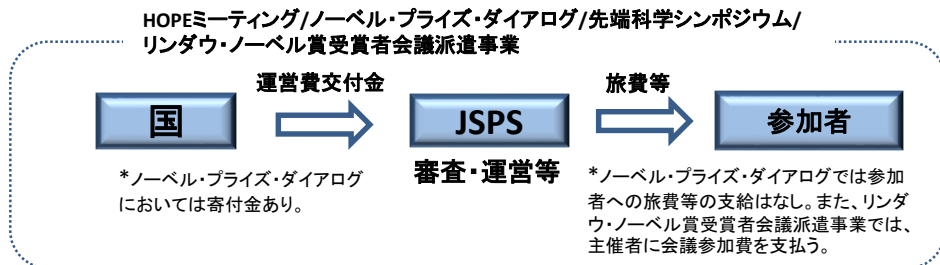 HOPEミーティング/ノーベル・プライズ・ダイアログ/先端科学シンポジウム/
リンダウ・ノーベル賞受賞者会議派遣事業
運営費交付金
旅費等
国
JSPS
参加者
審査・運営等
*ノーベル・プライズ・ダイアログ
においては寄付金あり。
*ノーベル・プライズ・ダイアログでは参加
者への旅費等の支給はなし。また、リンダ
ウ・ノーベル賞受賞者会議派遣事業では、
主催者に会議参加費を支払う。